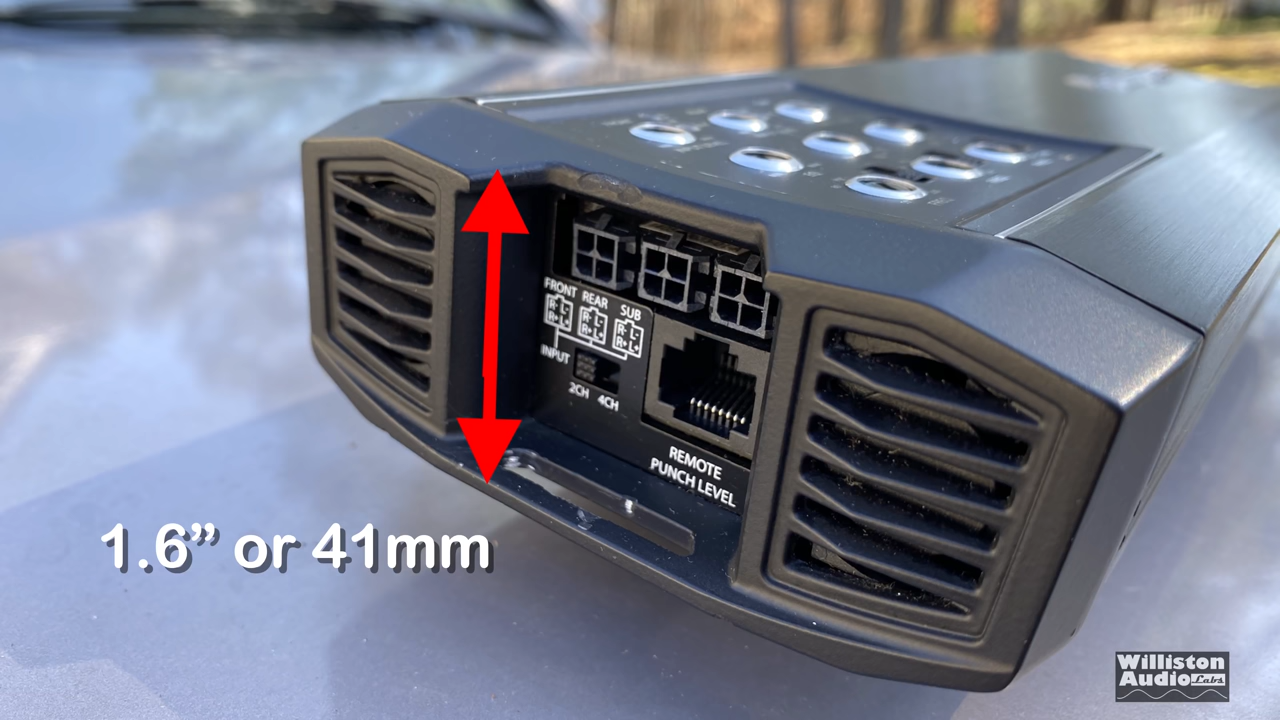 FRONT REAR SUB
R- L- R- L- R- L-
R+ L+ R+ L+ R+ L+
INPUT
2CH 4CH
REMOTE
PUNCH LEVEL
1.6” or 41mm
Williston
Audio Labs